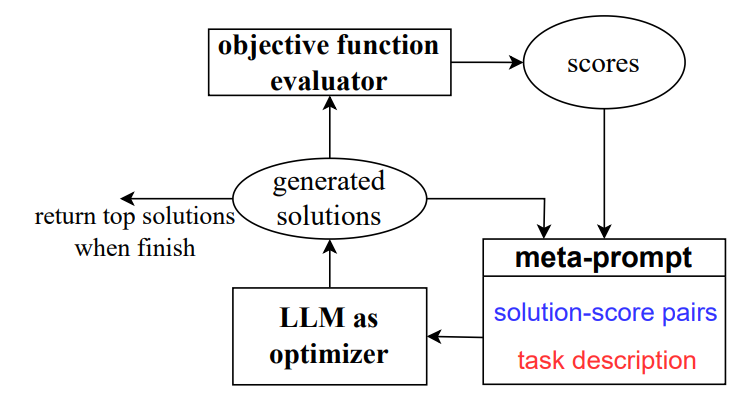 objective function
evaluator
scores
generated
solutions
return top solutions
when finish
meta-prompt
solution-score pairs
task description
LLM as
optimizer